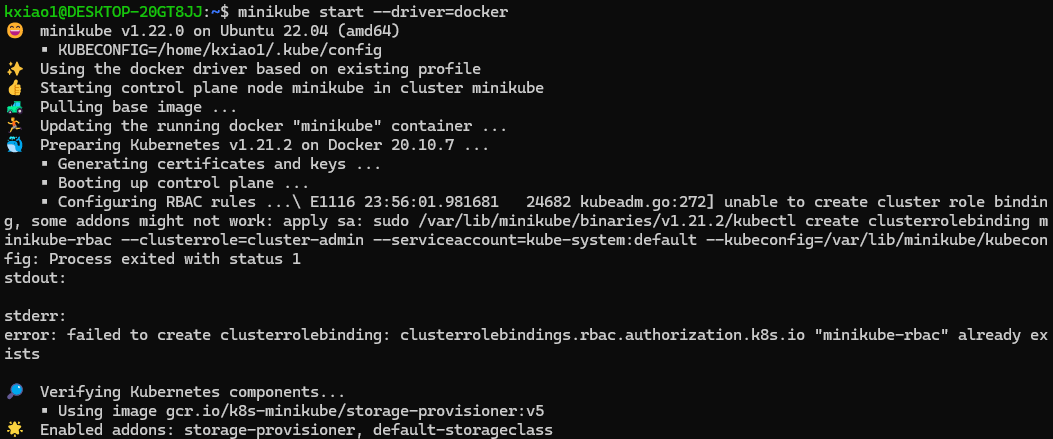 kxiao1@DESKTOP-20GT8JJ:~$ minikube start --driver=docker
😄  minikube v1.22.0 on Ubuntu 22.04 (amd64)
    ▪ KUBECONFIG=/home/kxiao1/.kube/config
✨  Using the docker driver based on existing profile
👍  Starting control plane node minikube in cluster minikube
🚜  Pulling base image ...
🏃  Updating the running docker "minikube" container ...
🐳  Preparing Kubernetes v1.21.2 on Docker 20.10.7 ...
    ▪ Generating certificates and keys ...
    ▪ Booting up control plane ...
    ▪ Configuring RBAC rules ...\ E1116 23:56:01.981681   24682 kubeadm.go:272] unable to create cluster role bindin
g, some addons might not work: apply sa: sudo /var/lib/minikube/binaries/v1.21.2/kubectl create clusterrolebinding m
inikube-rbac --clusterrole=cluster-admin --serviceaccount=kube-system:default --kubeconfig=/var/lib/minikube/kubecon
fig: Process exited with status 1
stdout:

stderr:
error: failed to create clusterrolebinding: clusterrolebindings.rbac.authorization.k8s.io "minikube-rbac" already ex
ists

🔎  Verifying Kubernetes components...
    ▪ Using image gcr.io/k8s-minikube/storage-provisioner:v5
🌟  Enabled addons: storage-provisioner, default-storageclass